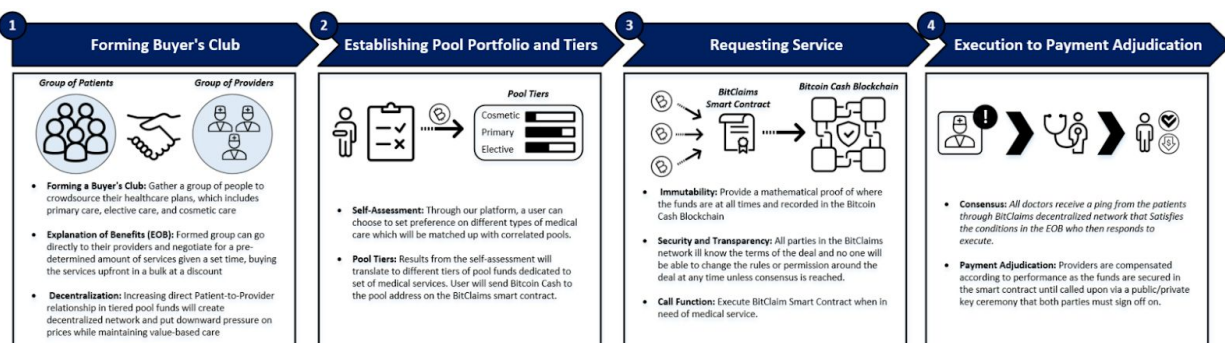 1
Forming Buyer's Club
Group of Patients
Group of Providers
• Forming a Buyer's Club: Gather a group of people to
crowdsource their healthcare plans, which includes
primary care, elective care, and cosmetic care
• Explanation of Benefits (EOB): Formed group can go
directly to their providers and negotiate for a pre-
determined amount of services given a set time, buying
the services upfront in a bulk at a discount
• Decentralization: Increasing direct Patient-to-Provider
relationship in tiered pool funds will create
decentralized network and put downward pressure on
prices while maintaining value-based care
2
Establishing Pool Portfolio and Tiers
Pool Tiers
Cosmetic
Primary
Elective
• Self-Assessment: Through our platform, a user can
choose to set preference on different types of medical
care which will be matched up with correlated pools.
• Pool Tiers: Results from the self-assessment will
translate to different tiers of pool funds dedicated to
set of medical services. User will send Bitcoin Cash to
the pool address on the BitClaims smart contract.
3
Requesting Service
BitClaims
Smart Contract
Bitcoin Cash Blockchain
• Immutability: Provide a mathematical proof of where
the funds are at all times and recorded in the Bitcoin
Cash Blockchain
• Security and Transparency: All parties in the BitClaims
network ill know the terms of the deal and no one will
be able to change the rules or permission around the
deal at any time unless consensus is reached.
• Call Function: Execute BitClaim Smart Contract when in
need of medical service.
4
Execution to Payment Adjudication
!
• Consensus: All doctors receive a ping from the patients
through BitClaims decentralized network that Satisfies
the conditions in the EOB who then responds to
execute.
• Payment Adjudication: Providers are compensated
according to performance as the funds are secured in
the smart contract until called upon via a public/private
key ceremony that both parties must sign off on.